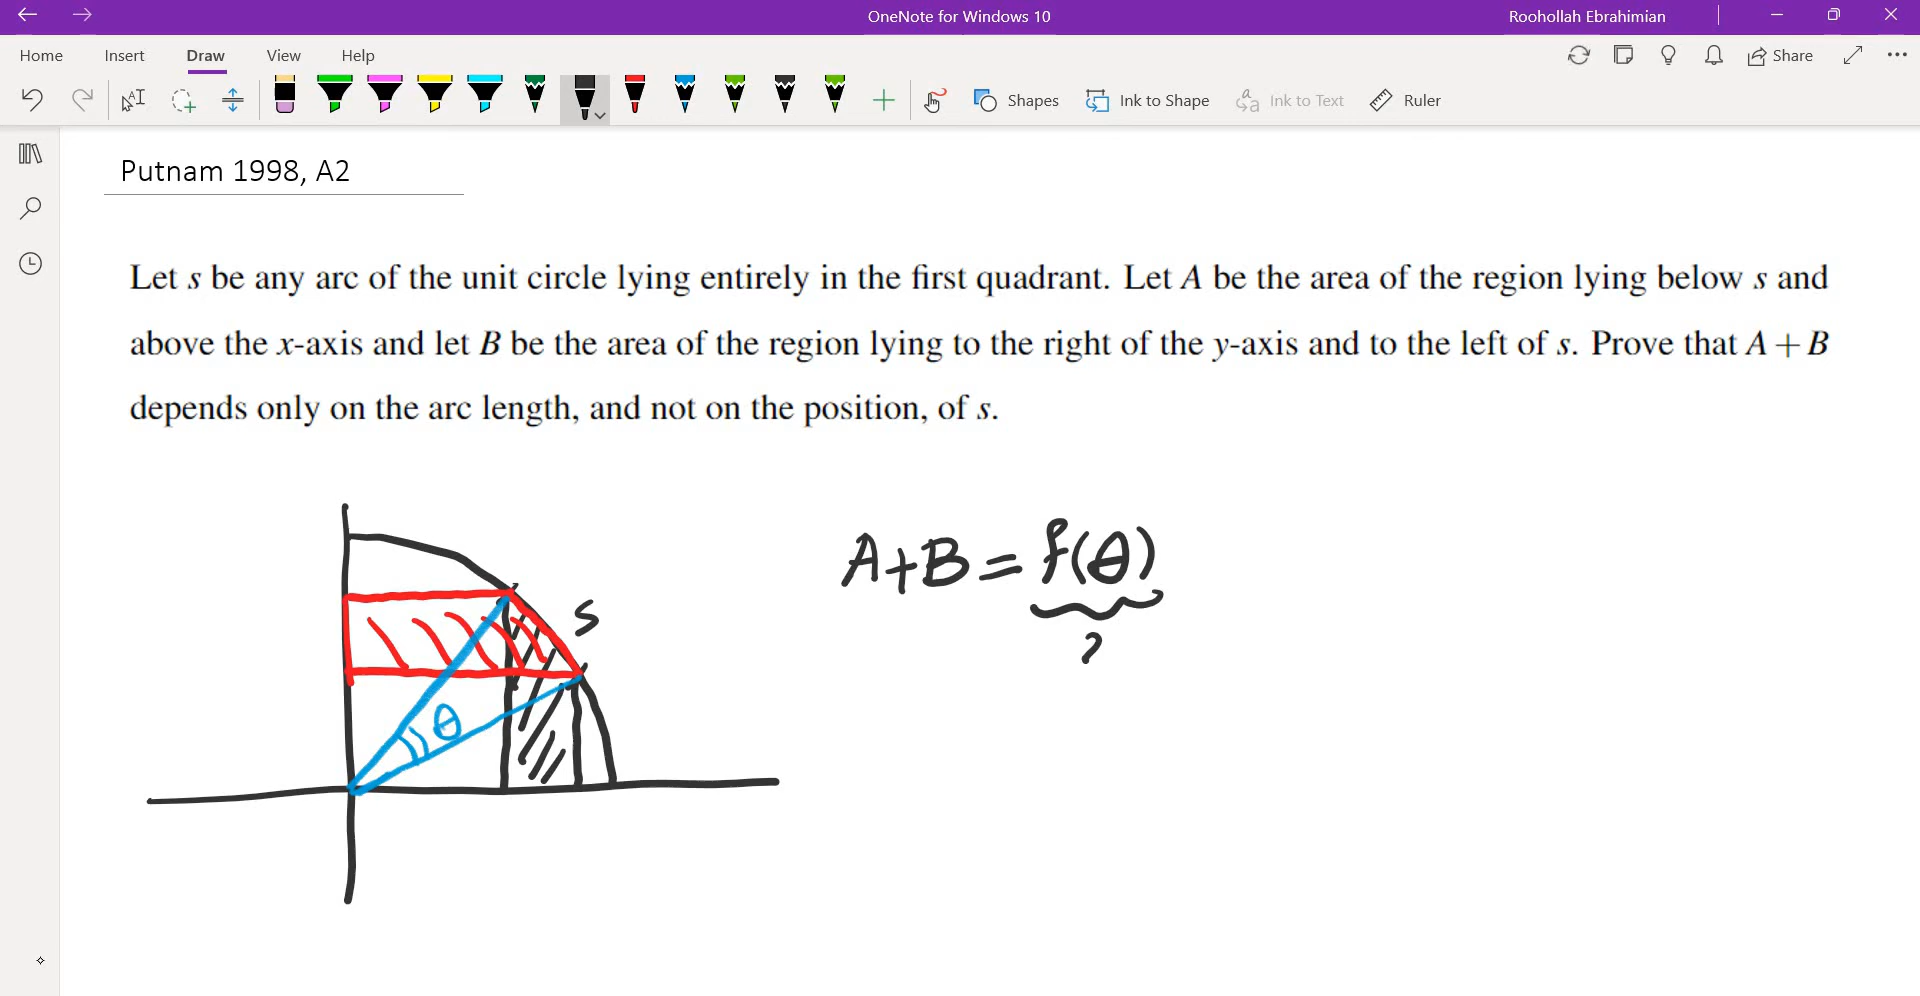 OneNote for Windows 10
Roohollah Ebrahimian
Home Insert Draw View Help
Share
Shapes Ink to Shape Ink to Text Ruler
Putnam 1998, A2
Let s be any arc of the unit circle lying entirely in the first quadrant. Let A be the area of the region lying below s and
above the x-axis and let B be the area of the region lying to the right of the y-axis and to the left of s. Prove that A + B
depends only on the arc length, and not on the position, of s.
A+B = f(θ)
?
s
θ